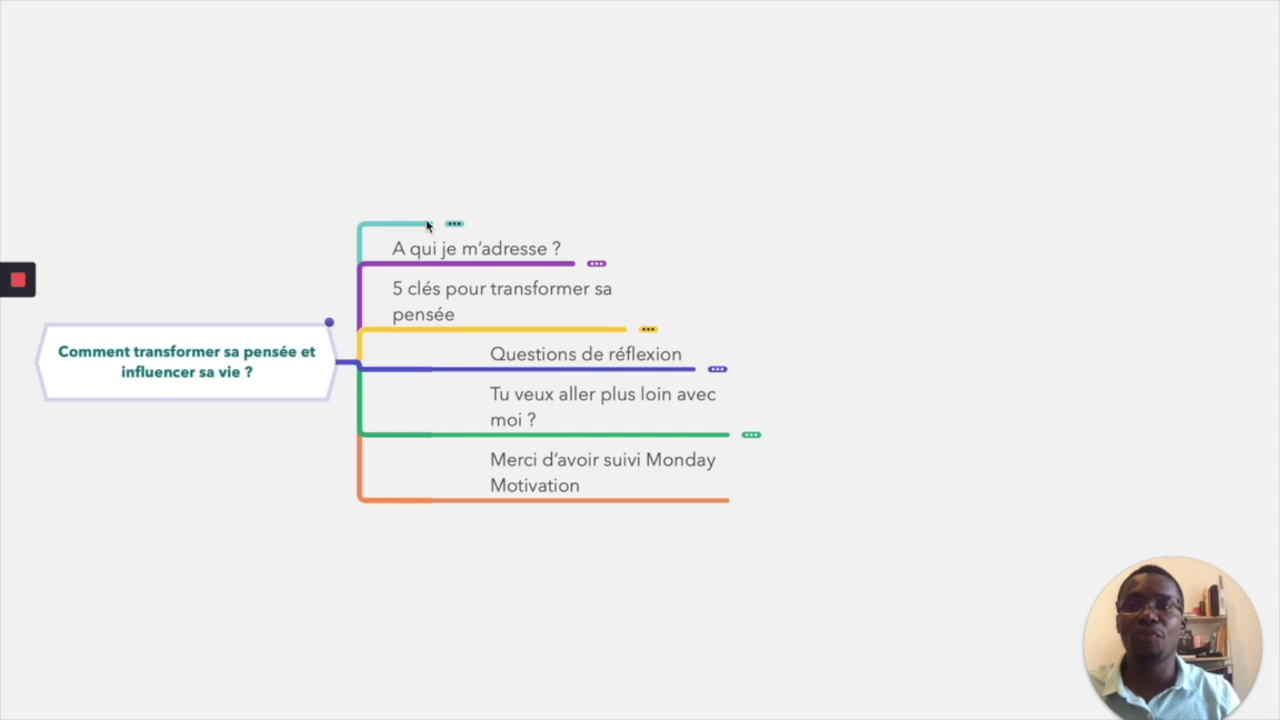 Comment transformer sa pensée et
influencer sa vie ?
A qui je m'adresse ?
5 clés pour transformer sa
pensée
Questions de réflexion
Tu veux aller plus loin avec
moi ?
Merci d'avoir suivi Monday
Motivation